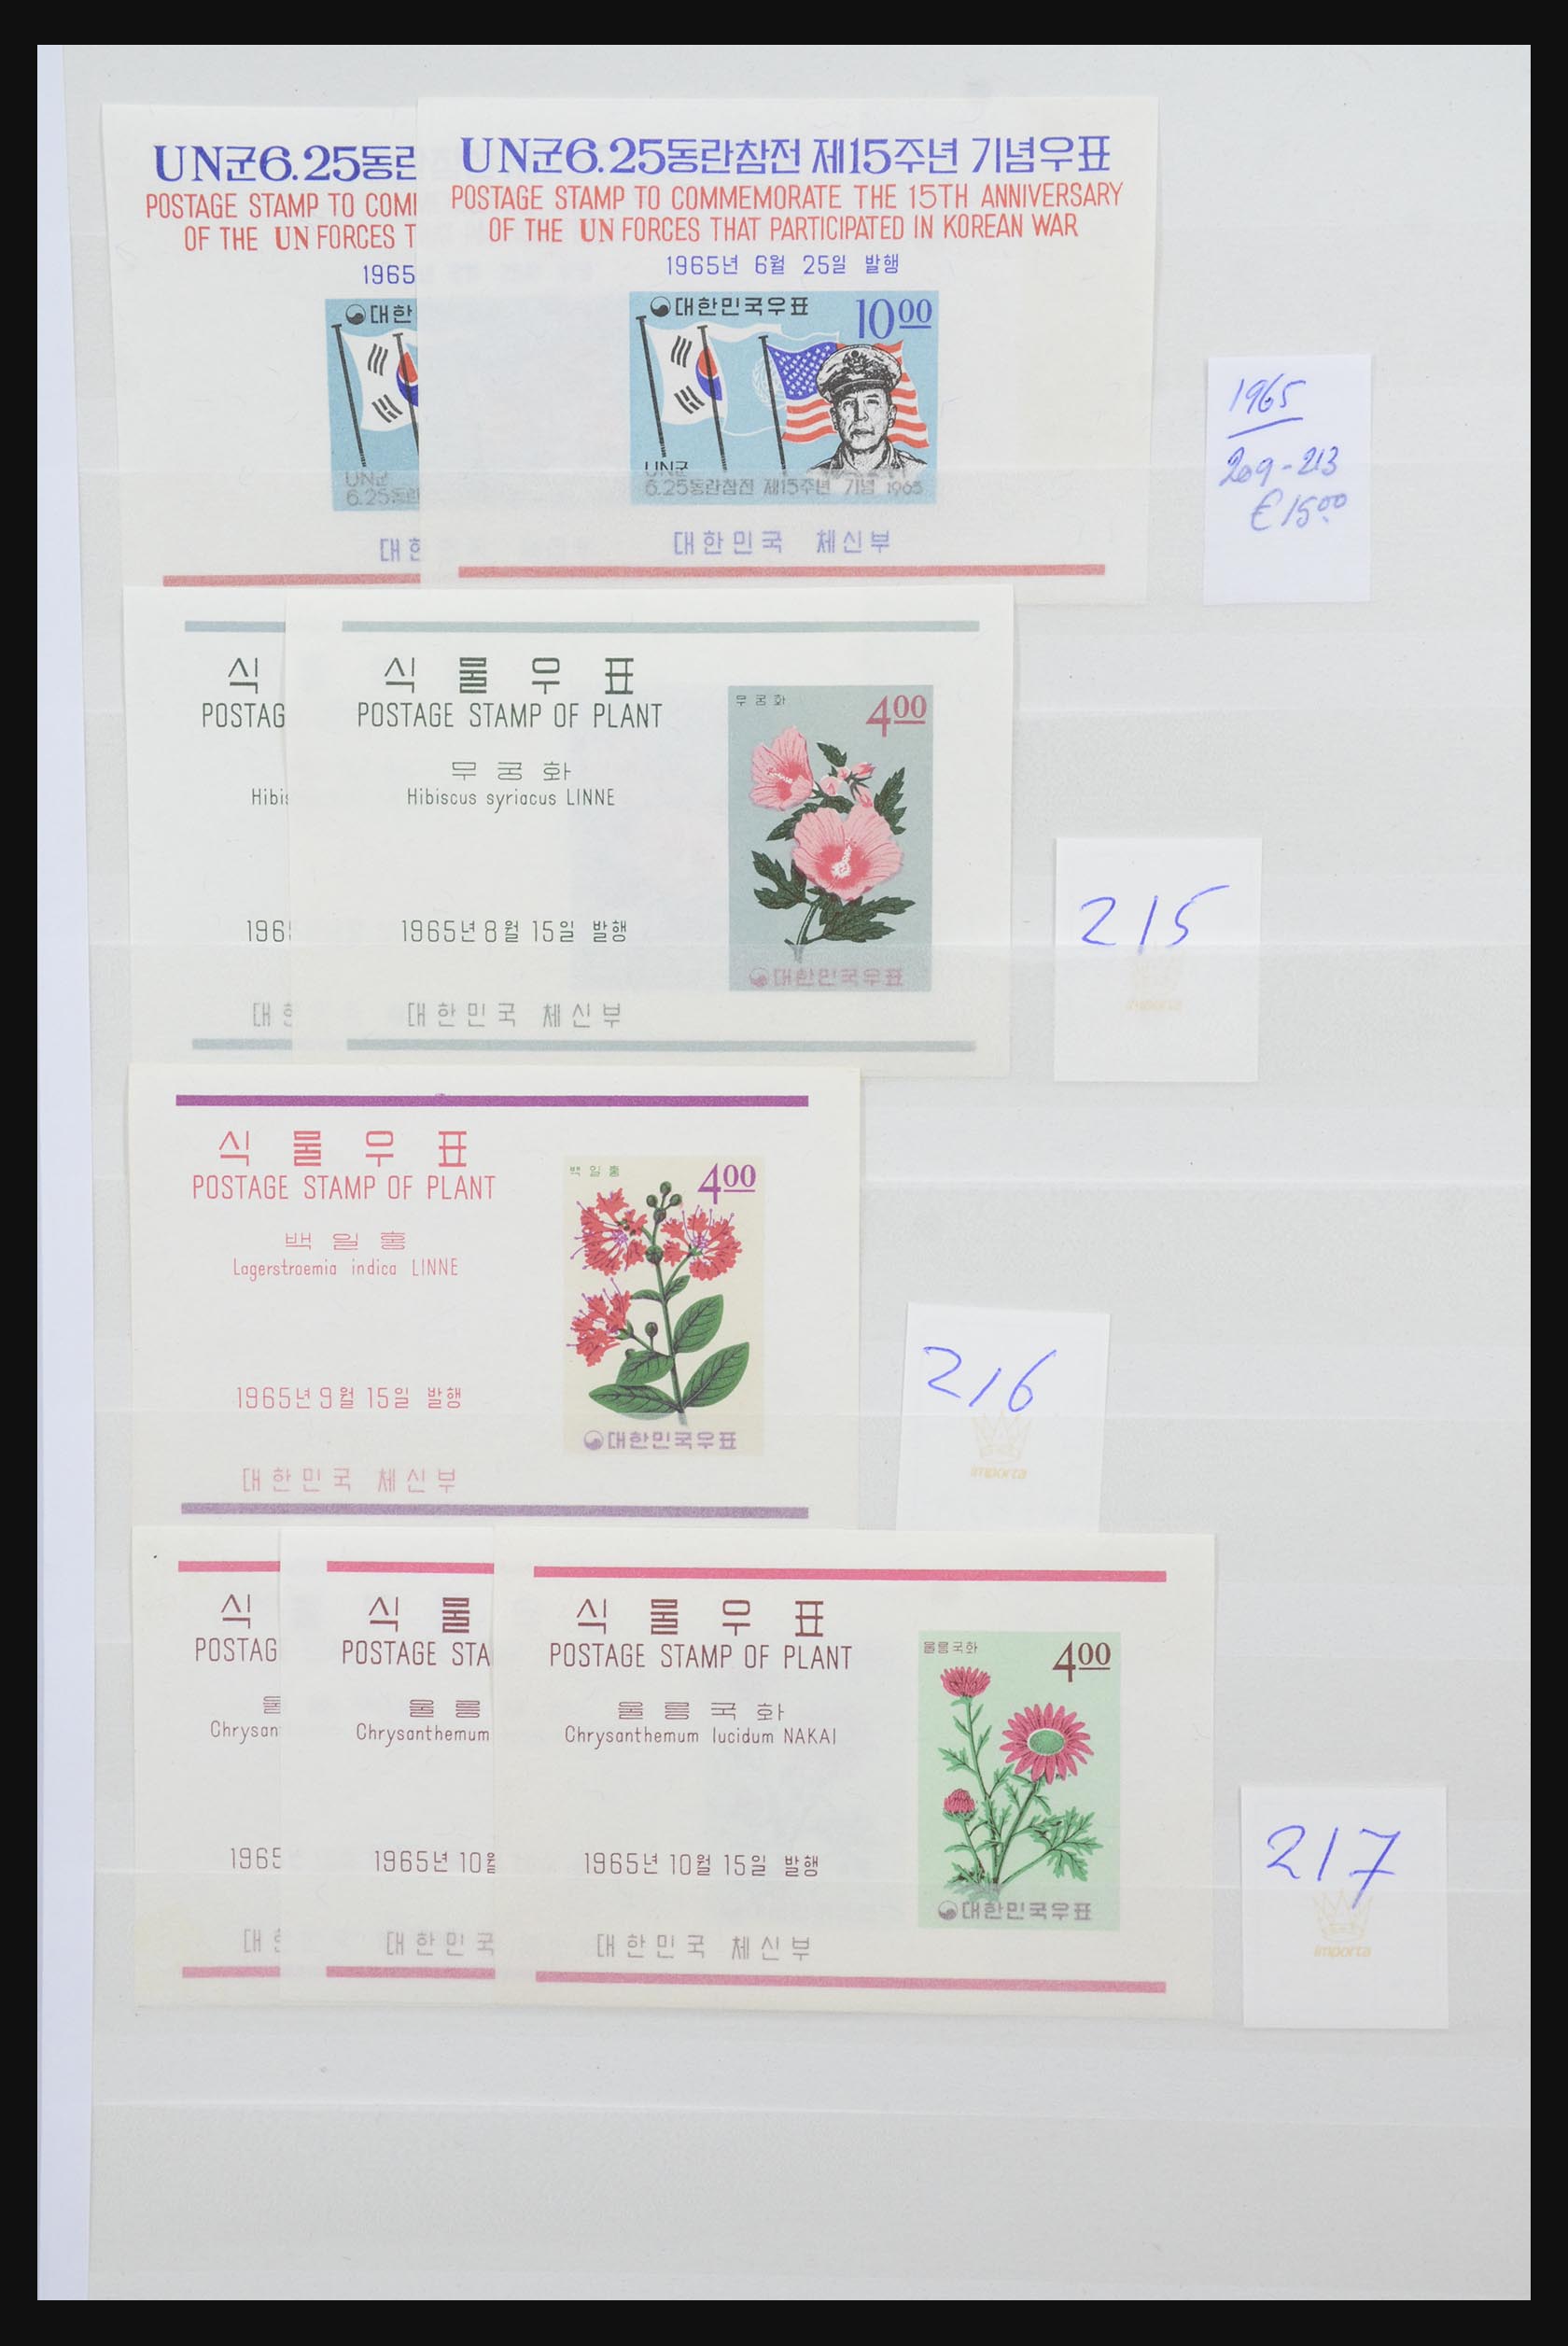 UN군6.25동란
POSTAGE STAMP TO COM
OF THE UN FORCES T
1965
대한
UN군
6.25동란
대한
UN군6.25동란참전 제15주년 기념우표
POSTAGE STAMP TO COMMEMORATE THE 15TH ANNIVERSARY
OF THE UN FORCES THAT PARTICIPATED IN KOREAN WAR
1965년 6월 25일 발행
대한민국우표
10.00
UN군
6.25동란참전 제15주년 기념 1965
대한민국 체신부
1965
209-213
€15.00
식
POSTAG
Hibis
196
대한
식물우표
POSTAGE STAMP OF PLANT
무궁화
Hibiscus syriacus LINNE
1965년 8월 15일 발행
대한민국 체신부
무궁화
4.00
대한민국우표
215
importa
식물우표
POSTAGE STAMP OF PLANT
백일홍
Lagerstroemia indica LINNE
1965년 9월 15일 발행
대한민국 체신부
백일홍
4.00
대한민국우표
216
importa
식
POSTAG
울
Chrysan
1965
대한
식물
POSTAGE STA
울릉
Chrysanthemum
1965년 10월
대한민국
식물우표
POSTAGE STAMP OF PLANT
울릉국화
Chrysanthemum lucidum NAKAI
1965년 10월 15일 발행
대한민국 체신부
울릉국화
4.00
대한민국우표
217
importa